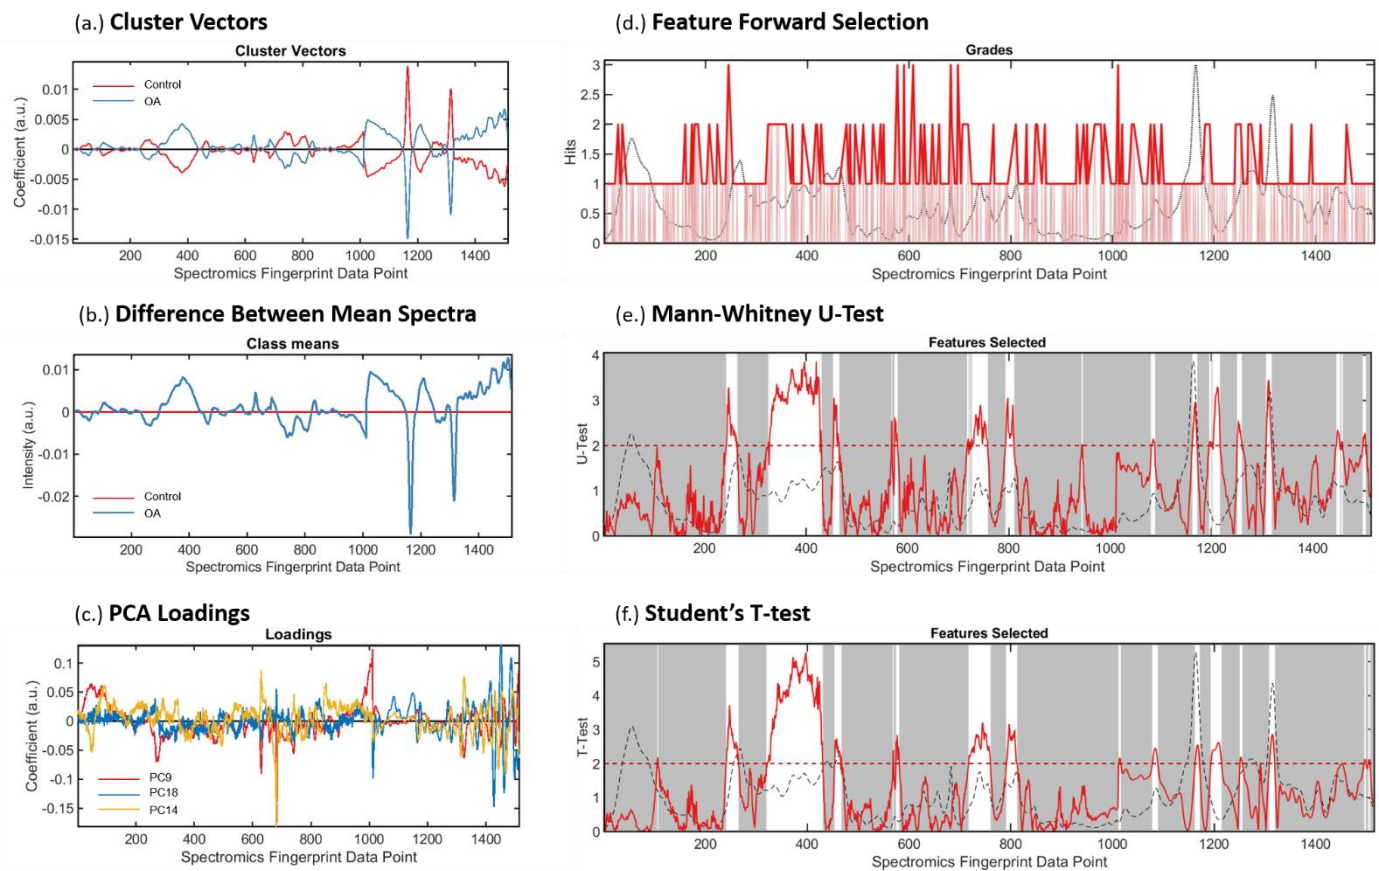 (a.) Cluster Vectors
Cluster Vectors
Control
OA
0.01
0.005
0
-0.005
-0.01
-0.015
Coefficient (a.u.)
200 400 600 800 1000 1200 1400
Spectromics Fingerprint Data Point
(b.) Difference Between Mean Spectra
Class means
0.01
0
-0.01
-0.02
Intensity (a.u.)
Control
OA
200 400 600 800 1000 1200 1400
Spectromics Fingerprint Data Point
(c.) PCA Loadings
Loadings
0.1
0.05
0
-0.05
-0.1
-0.15
Coefficient (a.u.)
PC9
PC18
PC14
200 400 600 800 1000 1200 1400
Spectromics Fingerprint Data Point
(d.) Feature Forward Selection
Grades
3
2.5
2
1.5
1
0.5
0
Hits
200 400 600 800 1000 1200 1400
Spectromics Fingerprint Data Point
(e.) Mann-Whitney U-Test
Features Selected
4
3
2
1
0
U-Test
200 400 600 800 1000 1200 1400
Spectromics Fingerprint Data Point
(f.) Student's T-test
Features Selected
5
4
3
2
1
0
T-Test
200 400 600 800 1000 1200 1400
Spectromics Fingerprint Data Point